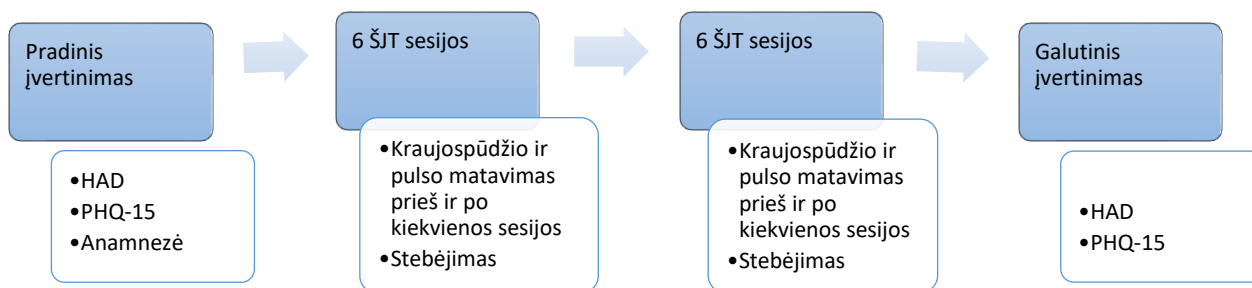 Pradinis
įvertinimas
•HAD
•PHQ-15
•Anamnezė
6 ŠJT sesijos
•Kraujospūdžio ir
pulso matavimas
prieš ir po
kiekvienos sesijos
•Stebėjimas
6 ŠJT sesijos
•Kraujospūdžio ir
pulso matavimas
prieš ir po
kiekvienos sesijos
•Stebėjimas
Galutinis
įvertinimas
•HAD
•PHQ-15